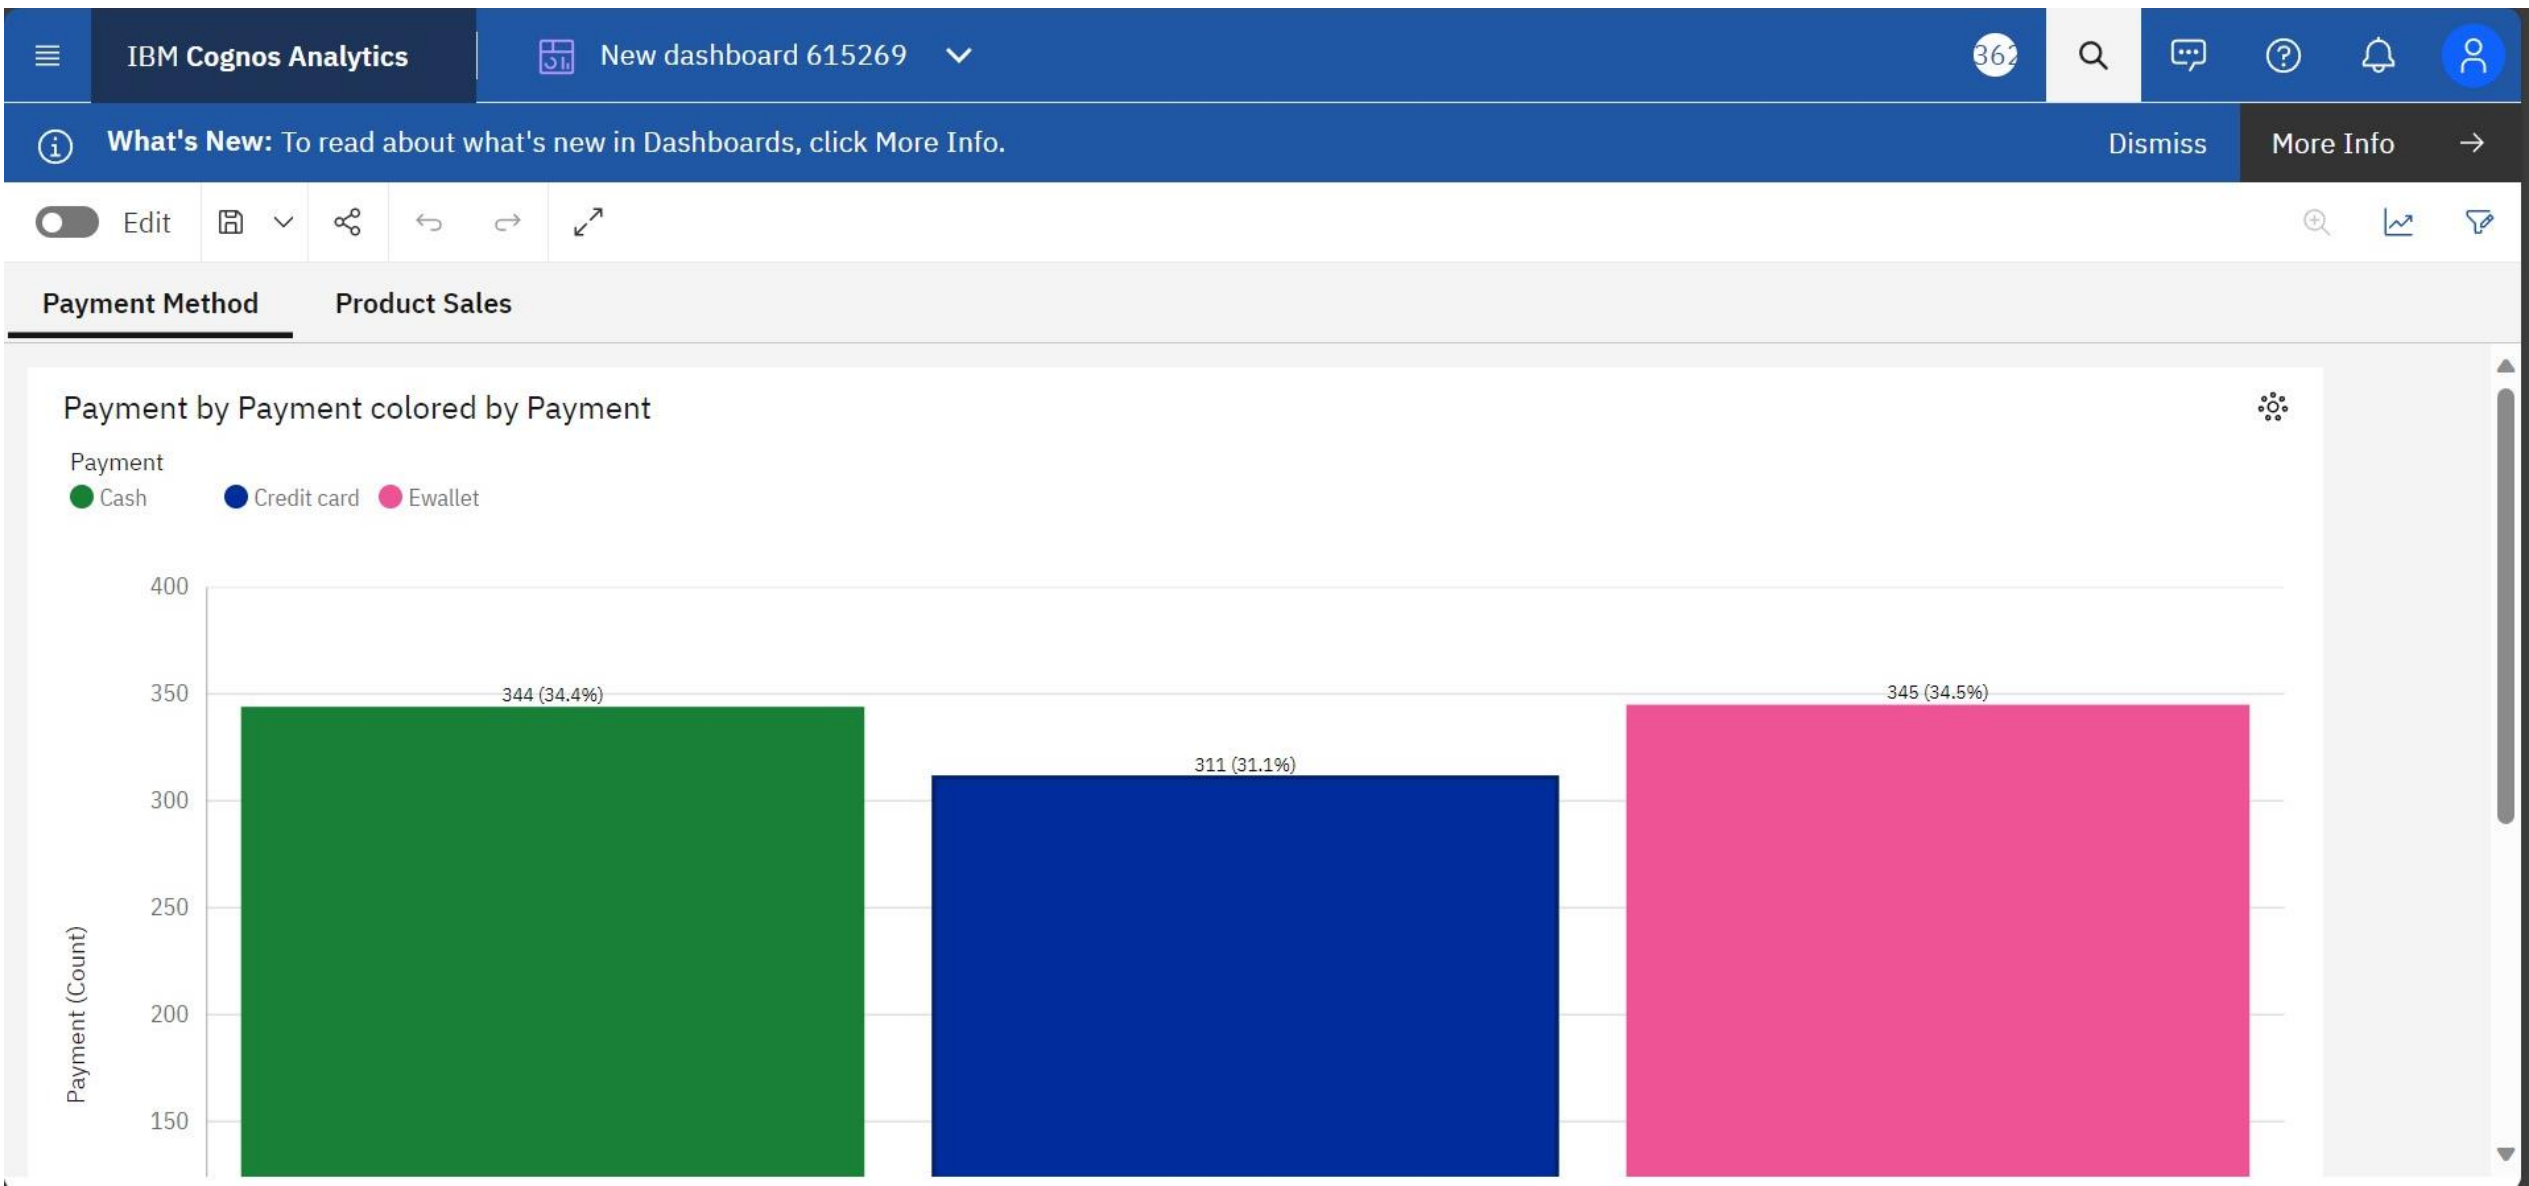 IBM Cognos Analytics
New dashboard 615269
362
What's New: To read about what's new in Dashboards, click More Info.
Dismiss
More Info
Edit
Payment Method
Product Sales
Payment by Payment colored by Payment
Payment
Cash
Credit card
Ewallet
400
350
300
250
200
150
Payment (Count)
344 (34.4%)
311 (31.1%)
345 (34.5%)